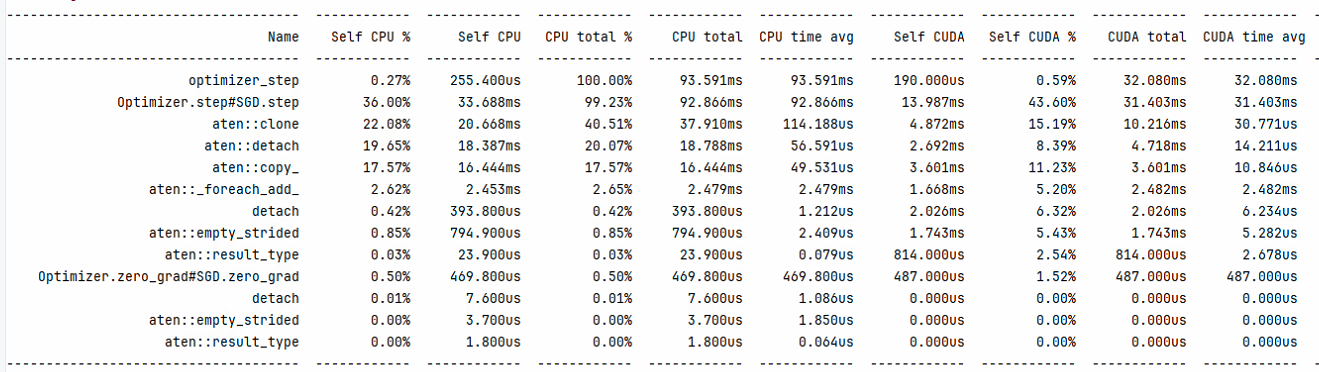 Name Self CPU % Self CPU CPU total % CPU total CPU time avg Self CUDA Self CUDA % CUDA total CUDA time avg
optimizer_step 0.27% 255.400us 100.00% 93.591ms 93.591ms 190.000us 0.59% 32.080ms 32.080ms
Optimizer.step#SGD.step 36.00% 33.688ms 99.23% 92.866ms 92.866ms 13.987ms 43.60% 31.403ms 31.403ms
aten::clone 22.08% 20.668ms 40.51% 37.910ms 114.188us 4.872ms 15.19% 10.216ms 30.771us
aten::detach 19.65% 18.387ms 20.07% 18.788ms 56.591us 2.692ms 8.39% 4.718ms 14.211us
aten::copy_ 17.57% 16.444ms 17.57% 16.444ms 49.531us 3.601ms 11.23% 3.601ms 10.846us
aten::_foreach_add_ 2.62% 2.453ms 2.65% 2.479ms 2.479ms 1.668ms 5.20% 2.482ms 2.482ms
detach 0.42% 393.800us 0.42% 393.800us 1.212us 2.026ms 6.32% 2.026ms 6.234us
aten::empty_strided 0.85% 794.900us 0.85% 794.900us 2.409us 1.743ms 5.43% 1.743ms 5.282us
aten::result_type 0.03% 23.900us 0.03% 23.900us 0.079us 814.000us 2.54% 814.000us 2.678us
Optimizer.zero_grad#SGD.zero_grad 0.50% 469.800us 0.50% 469.800us 469.800us 487.000us 1.52% 487.000us 487.000us
detach 0.01% 7.600us 0.01% 7.600us 1.086us 0.000us 0.00% 0.000us 0.000us
aten::empty_strided 0.00% 3.700us 0.00% 3.700us 1.850us 0.000us 0.00% 0.000us 0.000us
aten::result_type 0.00% 1.800us 0.00% 1.800us 0.064us 0.000us 0.00% 0.000us 0.000us